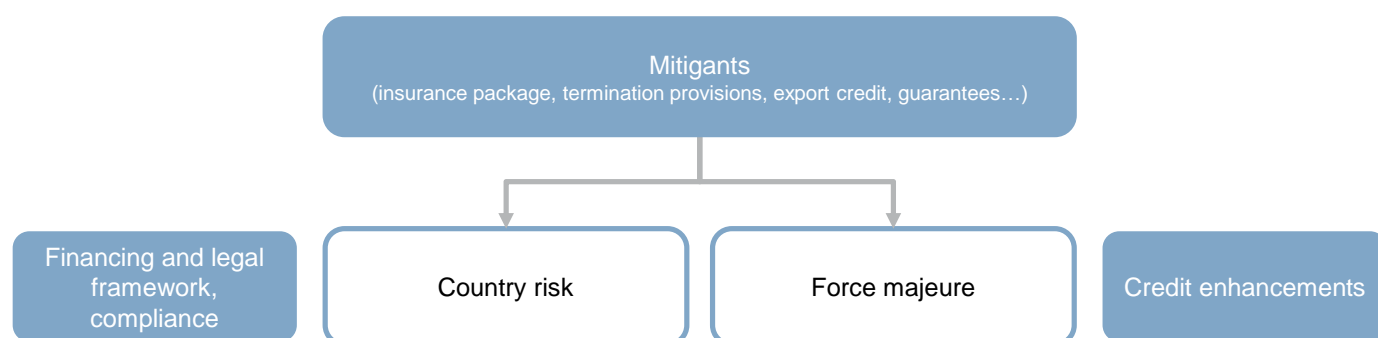 Mitigants
(insurance package, termination provisions, export credit, guarantees…)
Financing and legal
framework,
compliance
Country risk
Force majeure
Credit enhancements